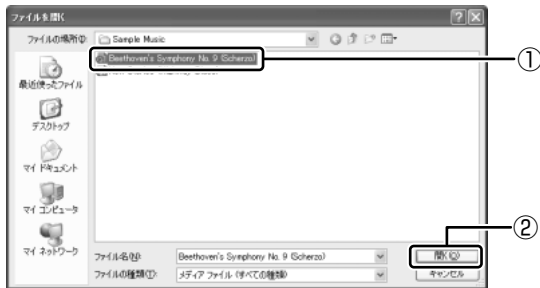 ファイルを開く
ファイルの場所(I):
Sample Music
Beethoven's Symphony No. 9 (Scherzo)
①
最近使ったファイル
デスクトップ
マイ ドキュメント
マイ コンピュータ
マイ ネットワーク
②
ファイル名(N):
Beethoven's Symphony No. 9 (Scherzo)
開く(O)
ファイルの種類(T):
メディア ファイル (すべての種類)
キャンセル